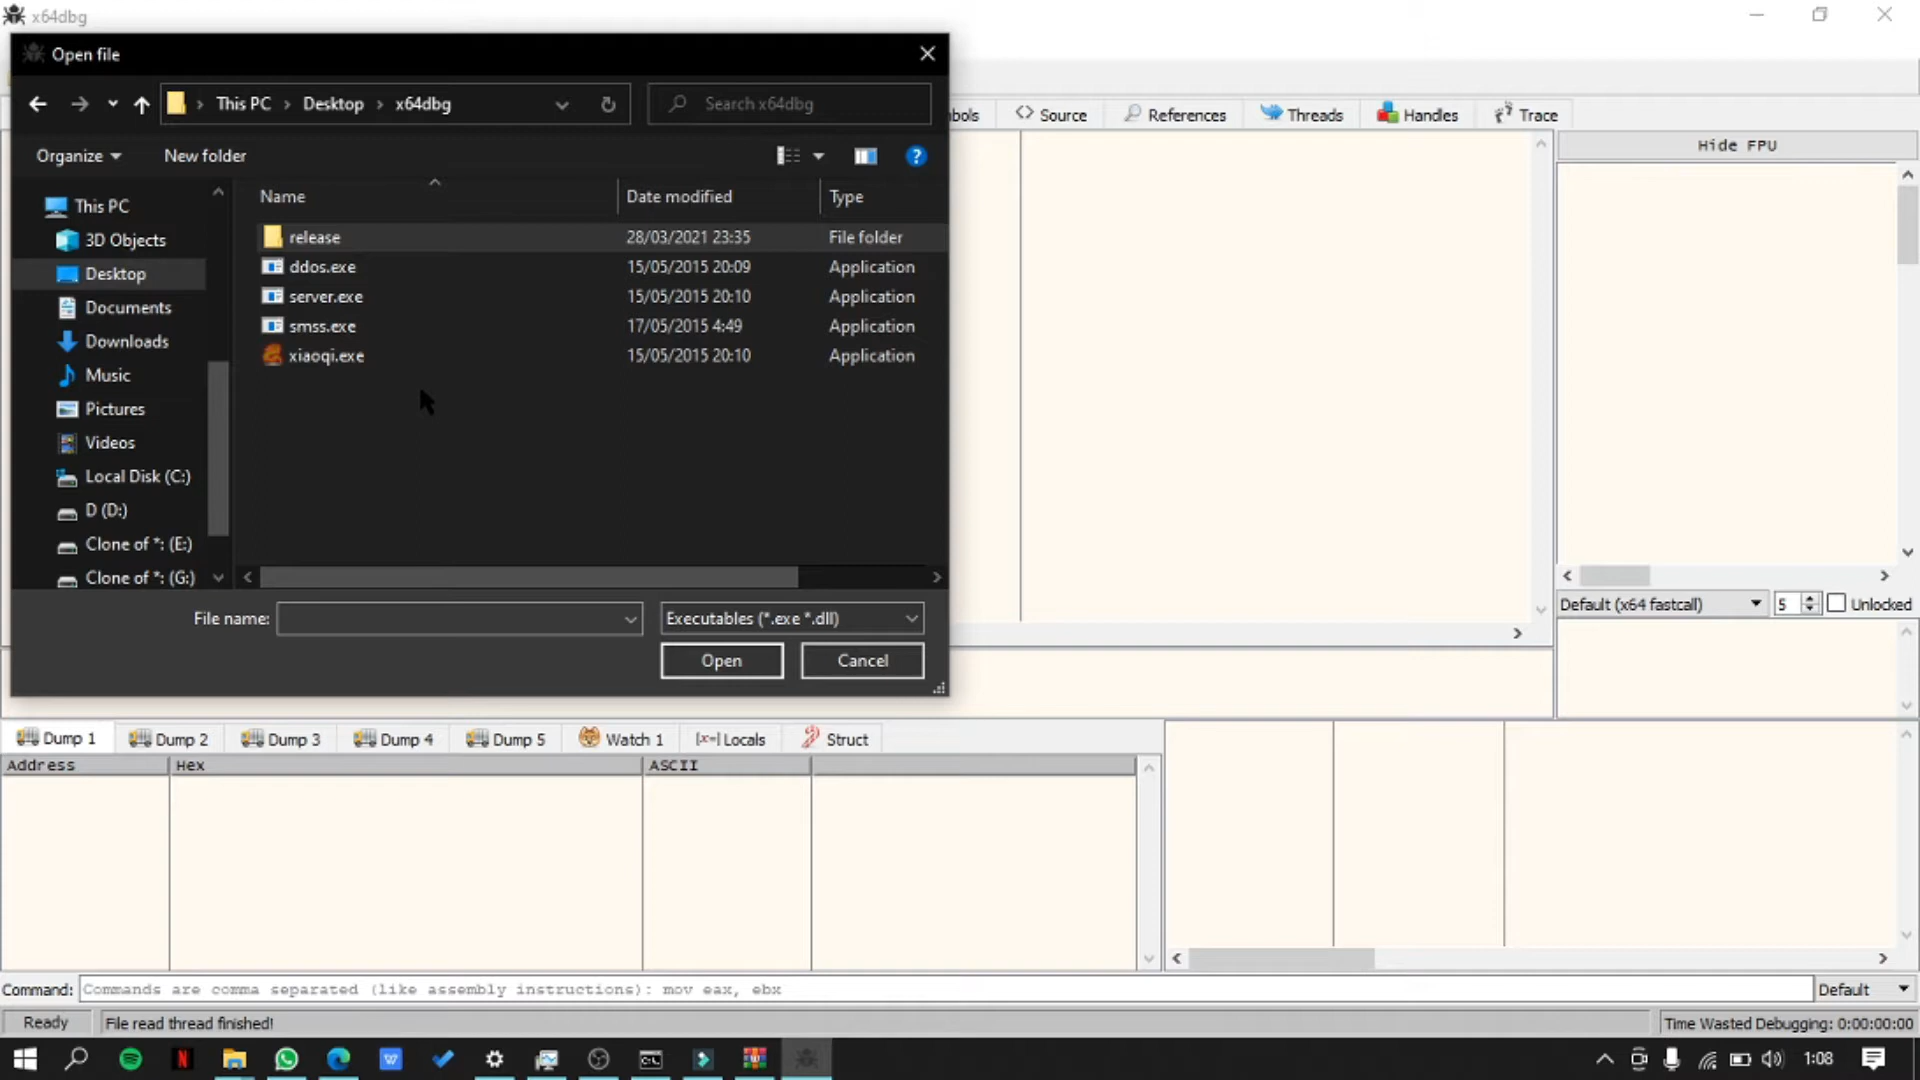 x64dbg
Open file
This PC
Desktop
x64dbg
Search x64dbg
Organize
New folder
This PC
3D Objects
Desktop
Documents
Downloads
Music
Pictures
Videos
Local Disk (C:)
D (D:)
Clone of *: (E:)
Clone of *: (G:)
Name Date modified Type
release 28/03/2021 23:35 File folder
ddos.exe 15/05/2015 20:09 Application
server.exe 15/05/2015 20:10 Application
smss.exe 17/05/2015 4:49 Application
xiaoqi.exe 15/05/2015 20:10 Application
File name:
Executables (*.exe *.dll)
Open
Cancel
bols
Source
References
Threads
Handles
Trace
Hide FPU
Default (x64 fastcall)
5
Unlocked
Dump 1
Dump 2
Dump 3
Dump 4
Dump 5
Watch 1
[x=] Locals
Struct
Address Hex ASCII
Command: Commands are comma separated (like assembly instructions): mov eax, ebx
Default
Ready
File read thread finished!
Time Wasted Debugging: 0:00:00:00
1:08